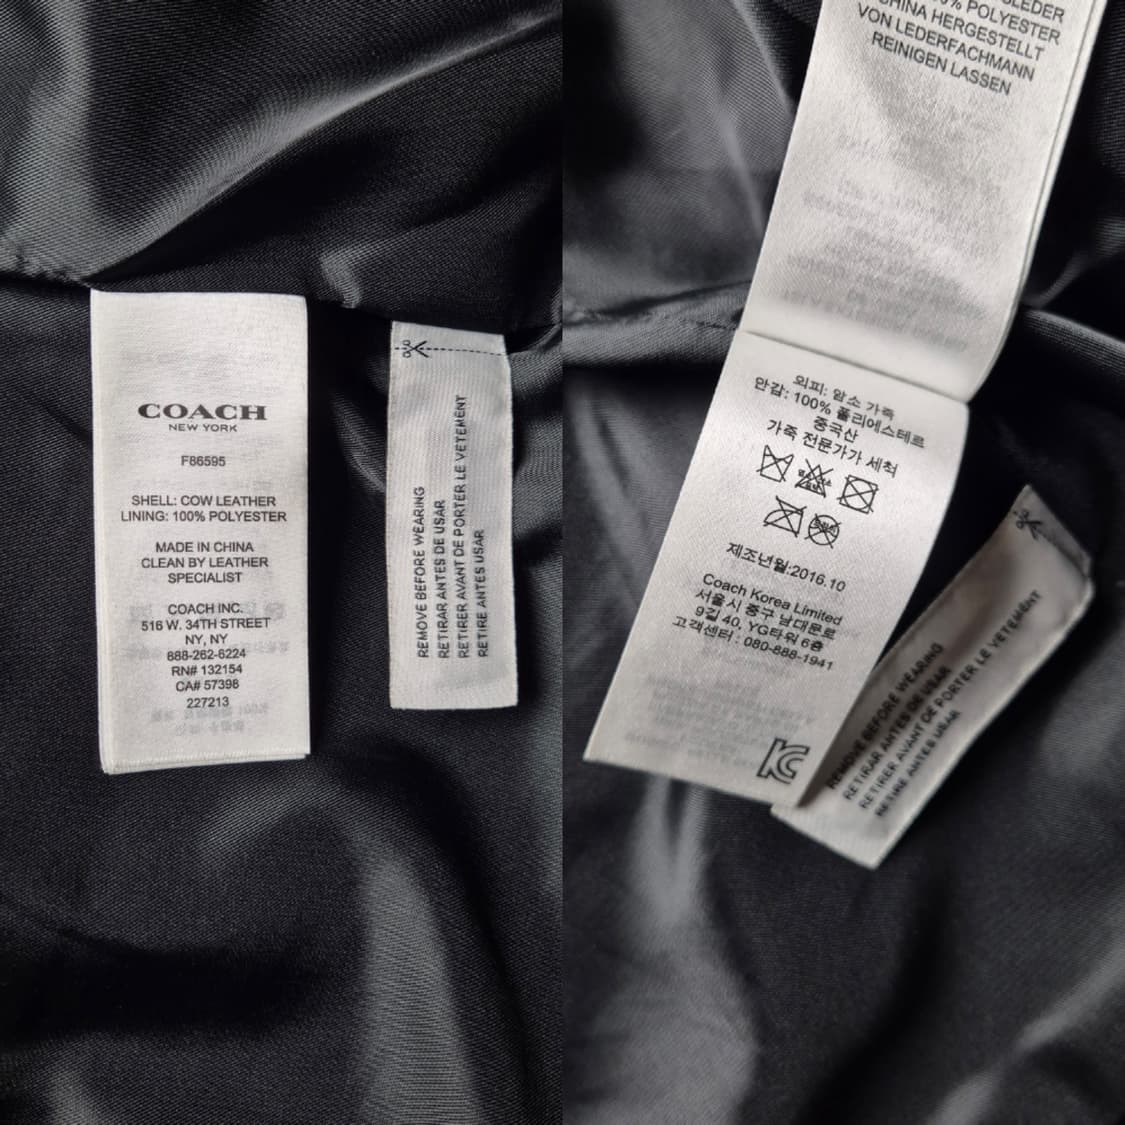 COACH
NEW YORK
F86595
SHELL: COW LEATHER
LINING: 100% POLYESTER
MADE IN CHINA
CLEAN BY LEATHER
SPECIALIST
COACH INC.
516 W. 34TH STREET
NY, NY
888-262-6224
RN# 132154
CA# 57398
227213
REMOVE BEFORE WEARING
RETIRAR ANTES DE USAR
RETIRER AVANT DE PORTER LE VETEMENT
RETIRE ANTES USAR
POLYESTER
CHINA HERGESTELLT
VON LEDERFACHMANN
REINIGEN LASSEN
외피: 암소 가죽
안감: 100% 폴리에스테르
중국산
가죽 전문가가 세척
제조년월:2016.10
Coach Korea Limited
서울시 중구 남대문로
9길 40, YG타워 6층
고객센터 : 080-888-1941
KC
REMOVE BEFORE WEARING
RETIRAR ANTES DE USAR
RETIRER AVANT DE PORTER LE VETEMENT
RETIRE ANTES USAR